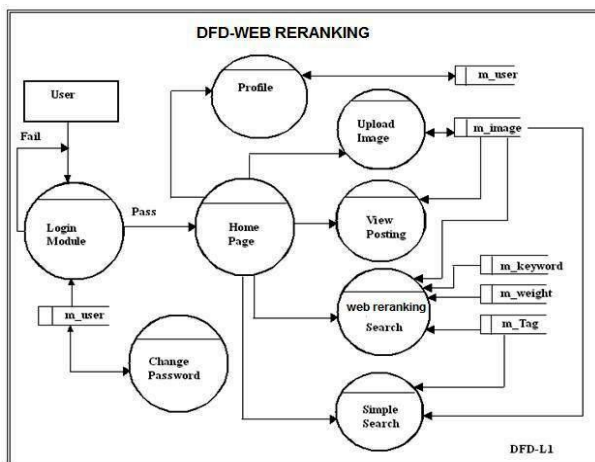 DFD-WEB RERANKING
User
Profile
m_user
Upload
Image
m_image
Fail
Login
Module
Pass
Home
Page
View
Posting
m_keyword
m_weight
web reranking
Search
m_Tag
m_user
Change
Password
Simple
Search
DFD-L1